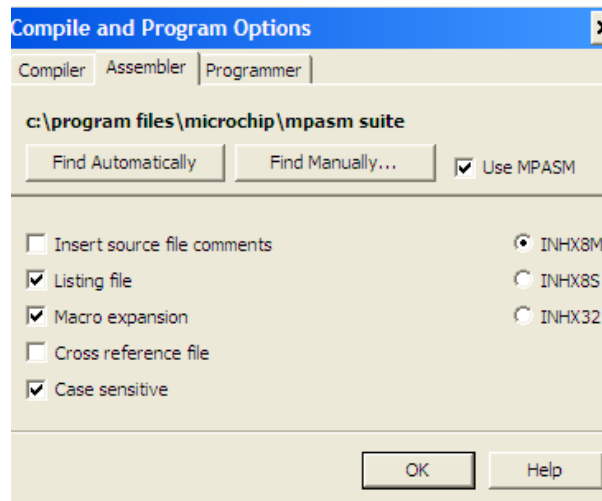 Compile and Program Options
Compiler Assembler Programmer
c:\program files\microchip\mpasm suite
Find Automatically Find Manually... Use MPASM
Insert source file comments INHX8M
Listing file INHX8S
Macro expansion INHX32
Cross reference file
Case sensitive
OK Help